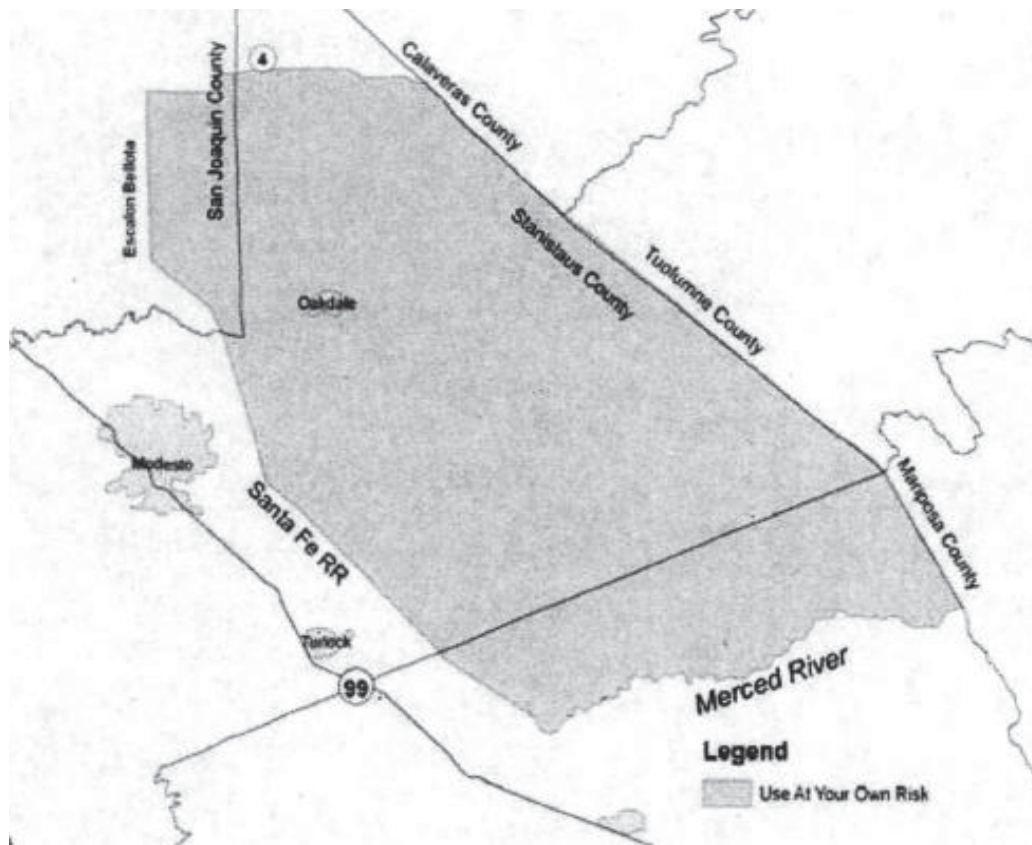 4
Calaveras County
San Joaquin County
Escalon Bellota
Stanislaus County
Tuolumne County
Oakdale
Modesto
Santa Fe RR
Mariposa County
Turlock
99
Merced River
Legend
Use At Your Own Risk